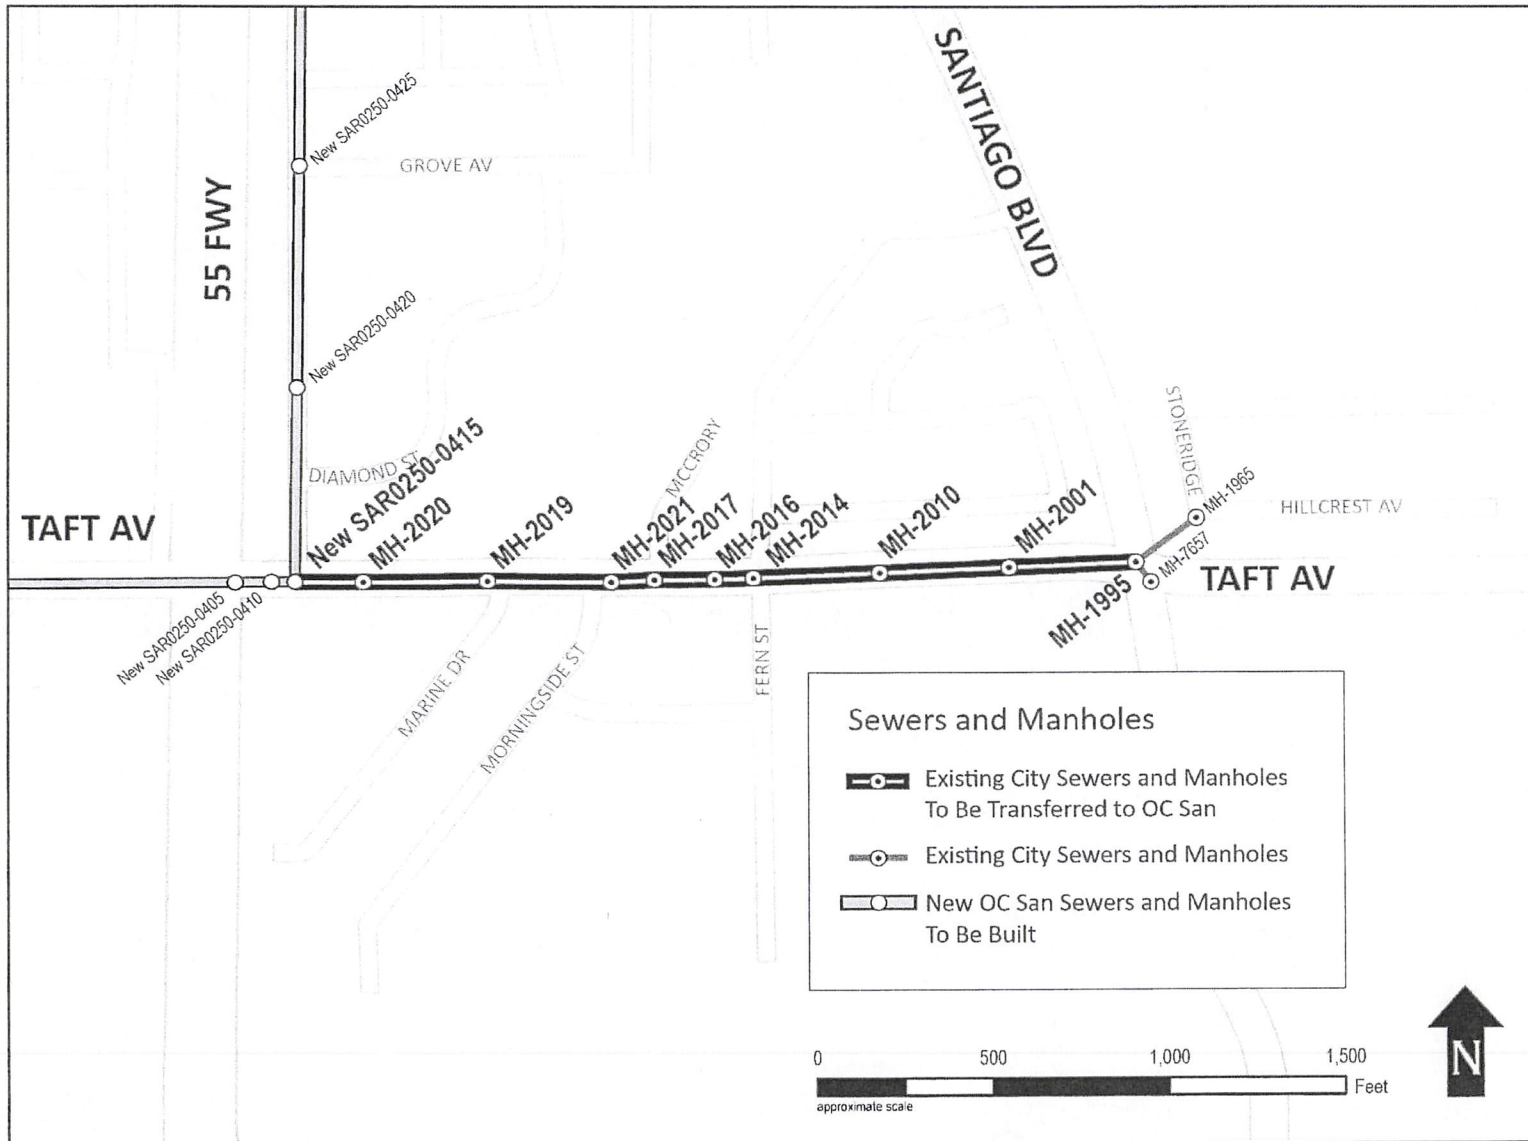 New SAR0250-0425
GROVE AV
55 FWY
SANTIAGO BLVD
New SAR0250-0420
STONERIDGE
DIAMOND ST
New SAR0250-0415
MCCRORY
MH-1965
HILLCREST AV
TAFT AV
MH-2020
MH-2019
MH-2021
MH-2017
MH-2016
MH-2014
MH-2010
MH-2001
MH-7657
TAFT AV
MH-1995
New SAR0250-0405
New SAR0250-0410
MARINE DR
MORNINGSIDE ST
FERN ST
Sewers and Manholes
Existing City Sewers and Manholes
To Be Transferred to OC San
Existing City Sewers and Manholes
New OC San Sewers and Manholes
To Be Built
0 500 1,000 1,500
Feet
approximate scale
N